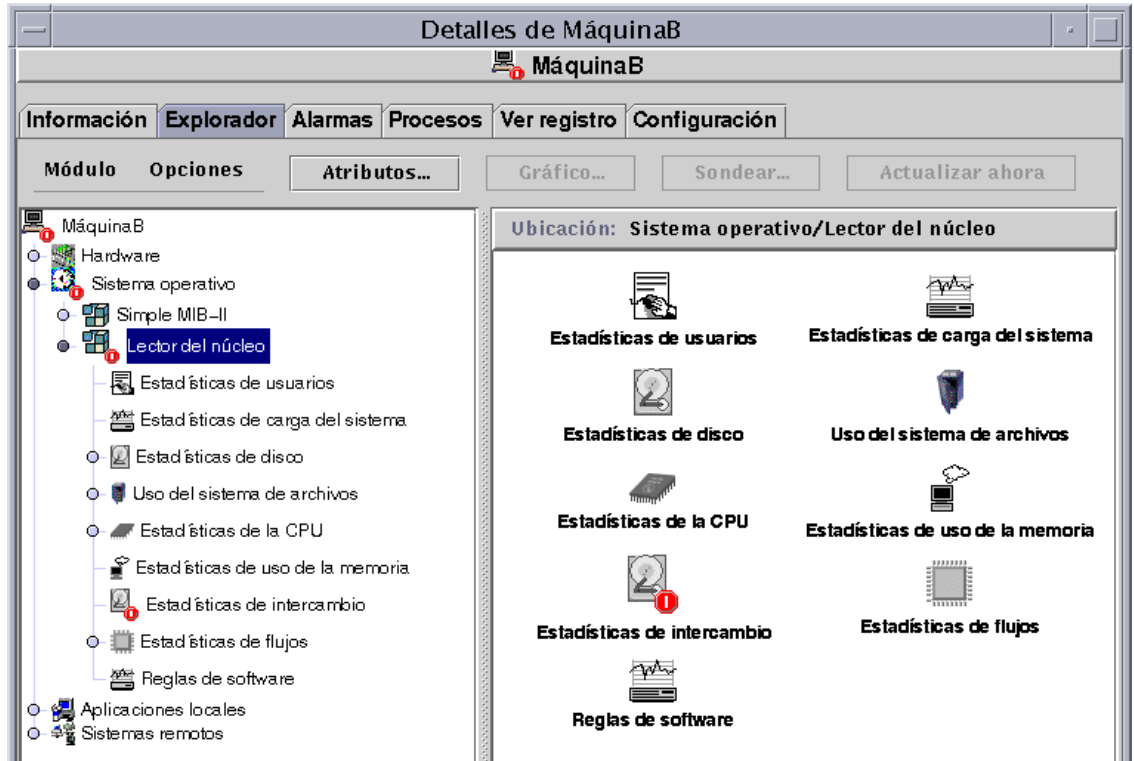 Detalles de MáquinaB
MáquinaB
Información Explorador Alarmas Procesos Ver registro Configuración
Módulo Opciones Atributos... Gráfico... Sondear... Actualizar ahora
MáquinaB
Hardware
Sistema operativo
Simple MIB-II
Lector del núcleo
Estadísticas de usuarios
Estadísticas de carga del sistema
Estadísticas de disco
Uso del sistema de archivos
Estadísticas de la CPU
Estadísticas de uso de la memoria
Estadísticas de intercambio
Estadísticas de flujos
Reglas de software
Aplicaciones locales
Sistemas remotos
Ubicación: Sistema operativo/Lector del núcleo
Estadísticas de usuarios Estadísticas de carga del sistema
Estadísticas de disco Uso del sistema de archivos
Estadísticas de la CPU Estadísticas de uso de la memoria
Estadísticas de intercambio Estadísticas de flujos
Reglas de software